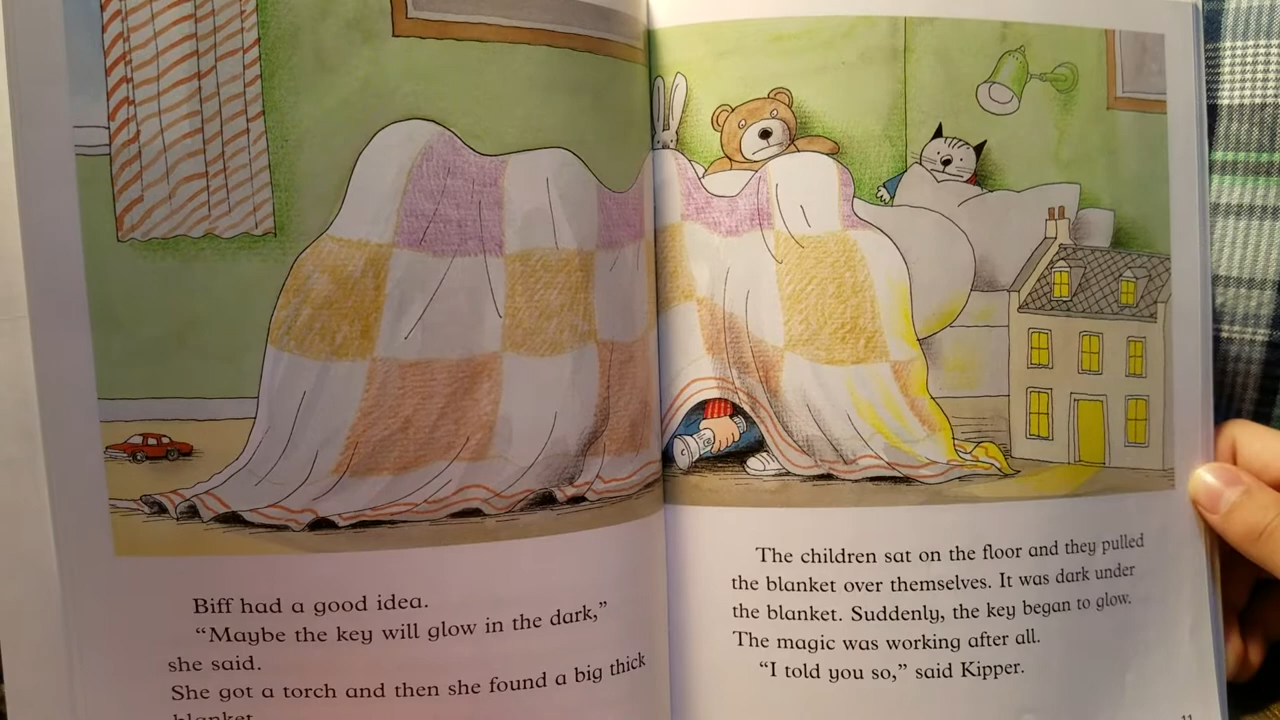 Biff had a good idea.
“Maybe the key will glow in the dark,”
she said.
She got a torch and then she found a big thick
blanket
The children sat on the floor and they pulled
the blanket over themselves. It was dark under
the blanket. Suddenly, the key began to glow.
The magic was working after all.
“I told you so,” said Kipper.